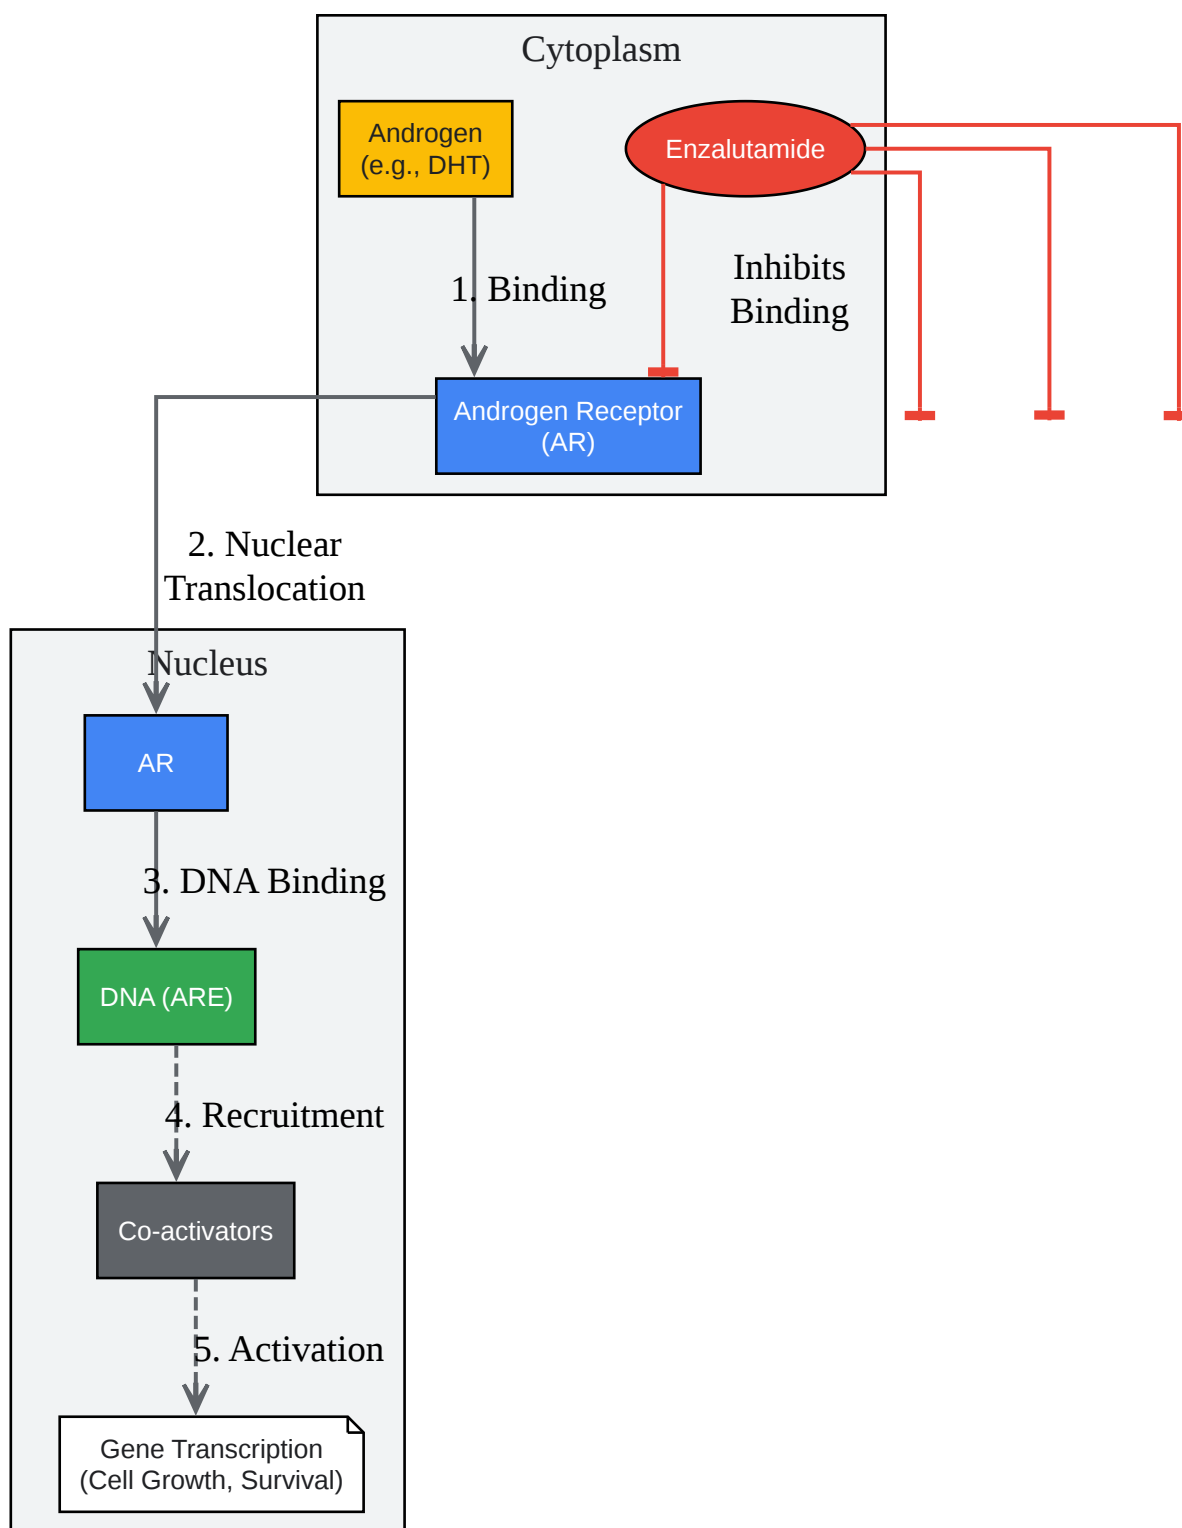 Cytoplasm
Androgen
(e.g., DHT)
Enzalutamide
1. Binding
Inhibits
Binding
Androgen Receptor
(AR)
2. Nuclear
Translocation
Nucleus
AR
3. DNA Binding
DNA (ARE)
4. Recruitment
Co-activators
5. Activation
Gene Transcription
(Cell Growth, Survival)